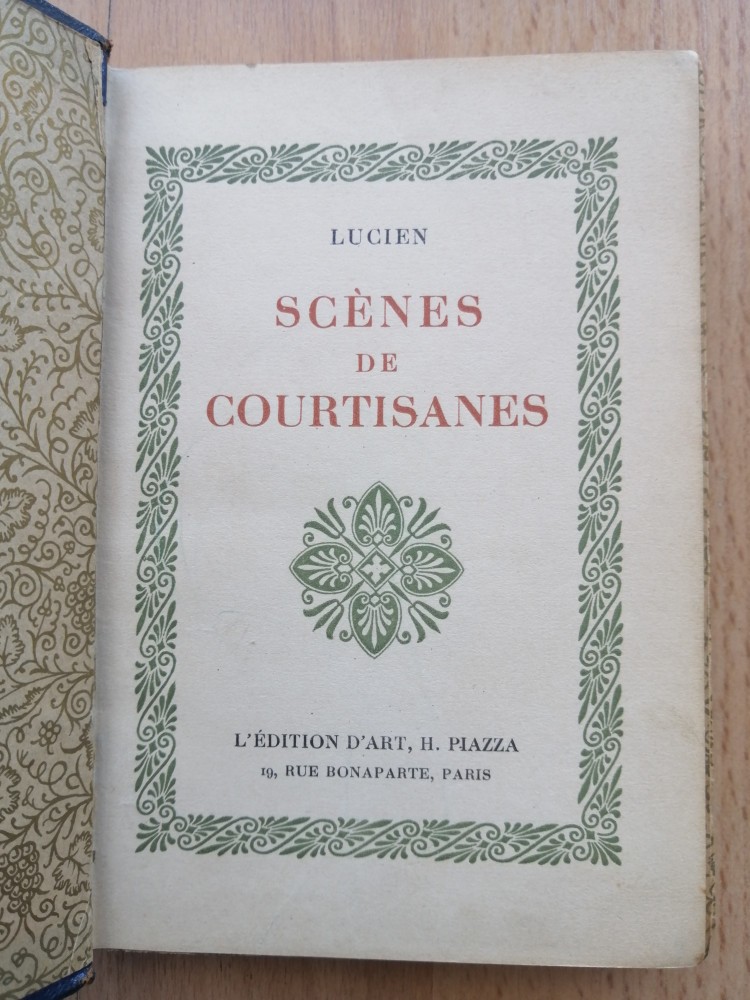 LUCIEN
SCÈNES
DE
COURTISANES
L'ÉDITION D'ART, H. PIAZZA
19, RUE BONAPARTE, PARIS